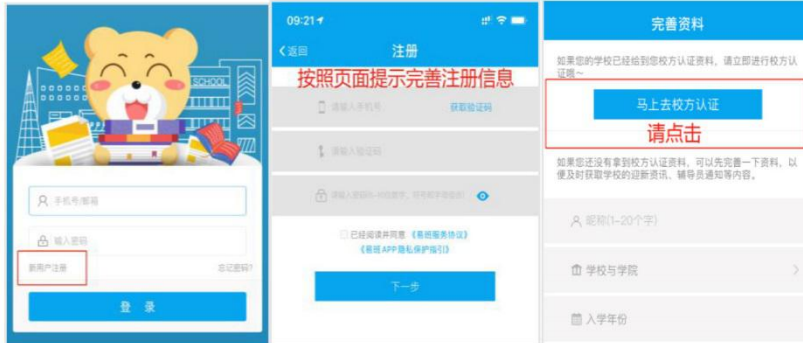 SCHOOL
手机号/邮箱
输入密码
新用户注册
忘记密码?
登 录
09:21
返回
注册
按照页面提示完善注册信息
请输入手机号
获取验证码
请输入验证码
已经阅读并同意《易班服务协议》
《易班APP隐私保护指引》
下一步
完善资料
如果您的学校已经给到您校方认证资料,请立即进行校方认
证哦~
马上去校方认证
请点击
如果您还没有拿到校方认证资料,可以先完善一下资料,以
便及时获取学校的迎新资讯、辅导员通知等内容。
昵称(1-20个字)
学校与学院
入学年份